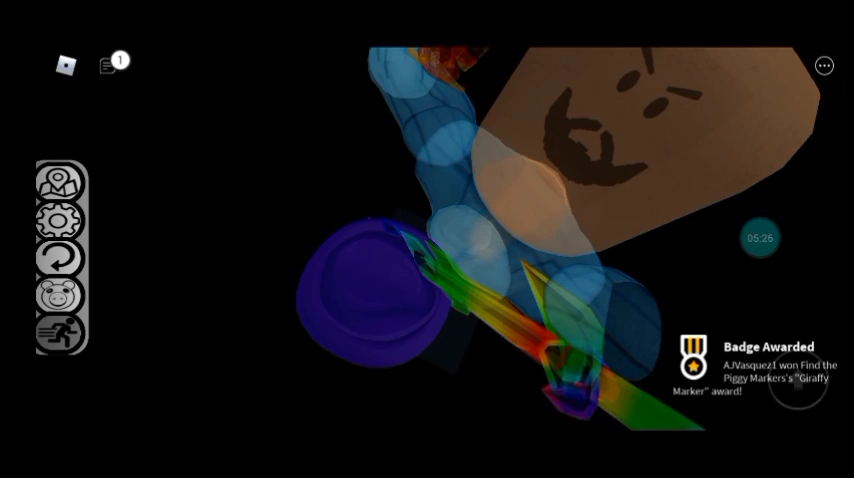 1
05:26
Badge Awarded
AJVasquez1 won Find the
Piggy Markers's "Giraffy
Marker" award!